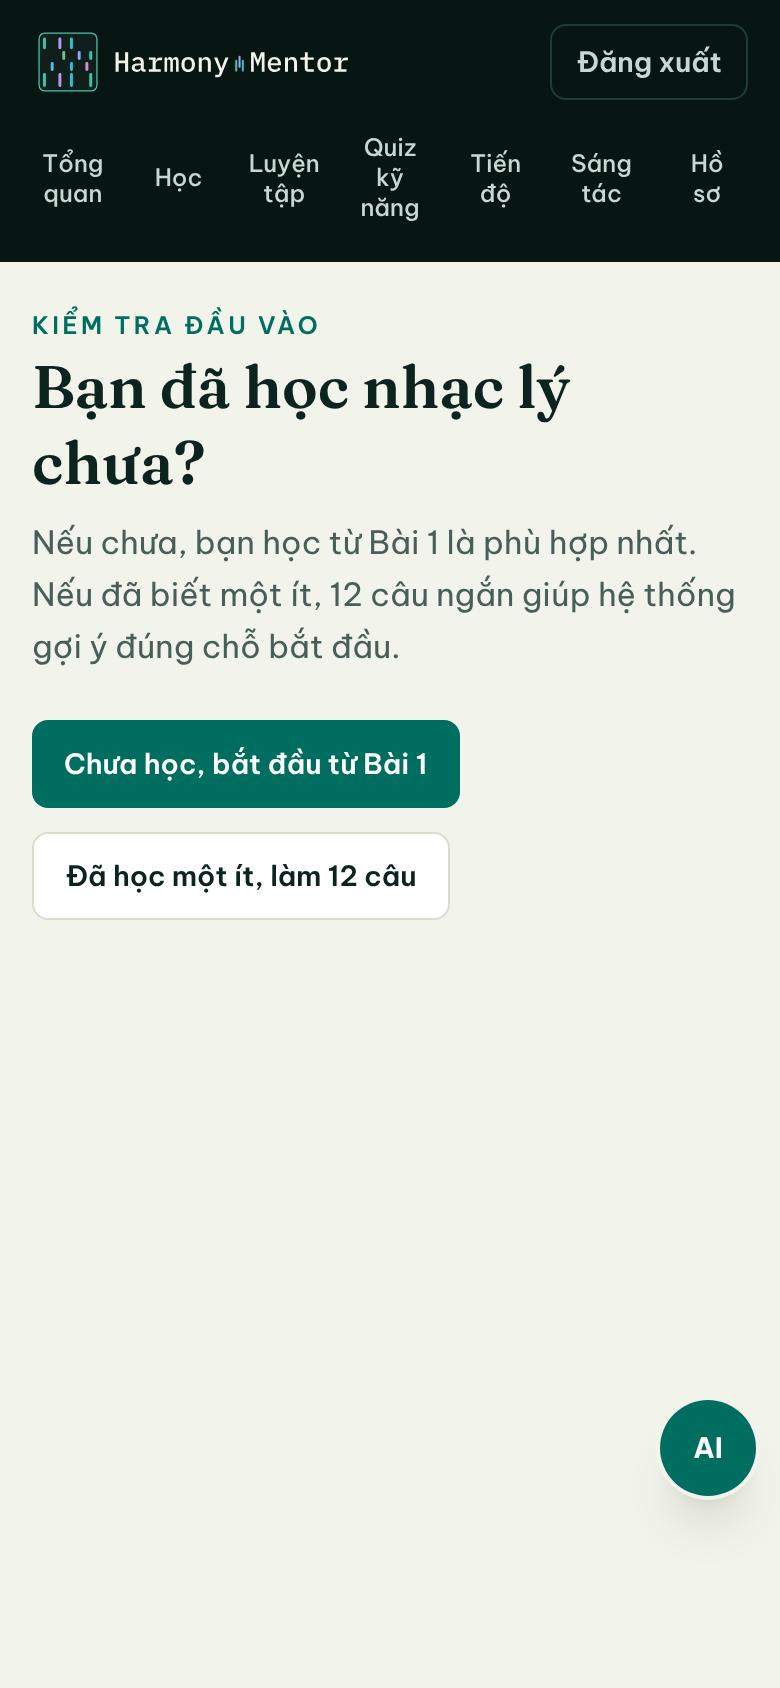 Harmony Mentor
Đăng xuất
Tổng quan
Học
Luyện tập
Quiz kỹ năng
Tiến độ
Sáng tác
Hồ sơ
KIỂM TRA ĐẦU VÀO
Bạn đã học nhạc lý
chưa?
Nếu chưa, bạn học từ Bài 1 là phù hợp nhất.
Nếu đã biết một ít, 12 câu ngắn giúp hệ thống
gợi ý đúng chỗ bắt đầu.
Chưa học, bắt đầu từ Bài 1
Đã học một ít, làm 12 câu
AI